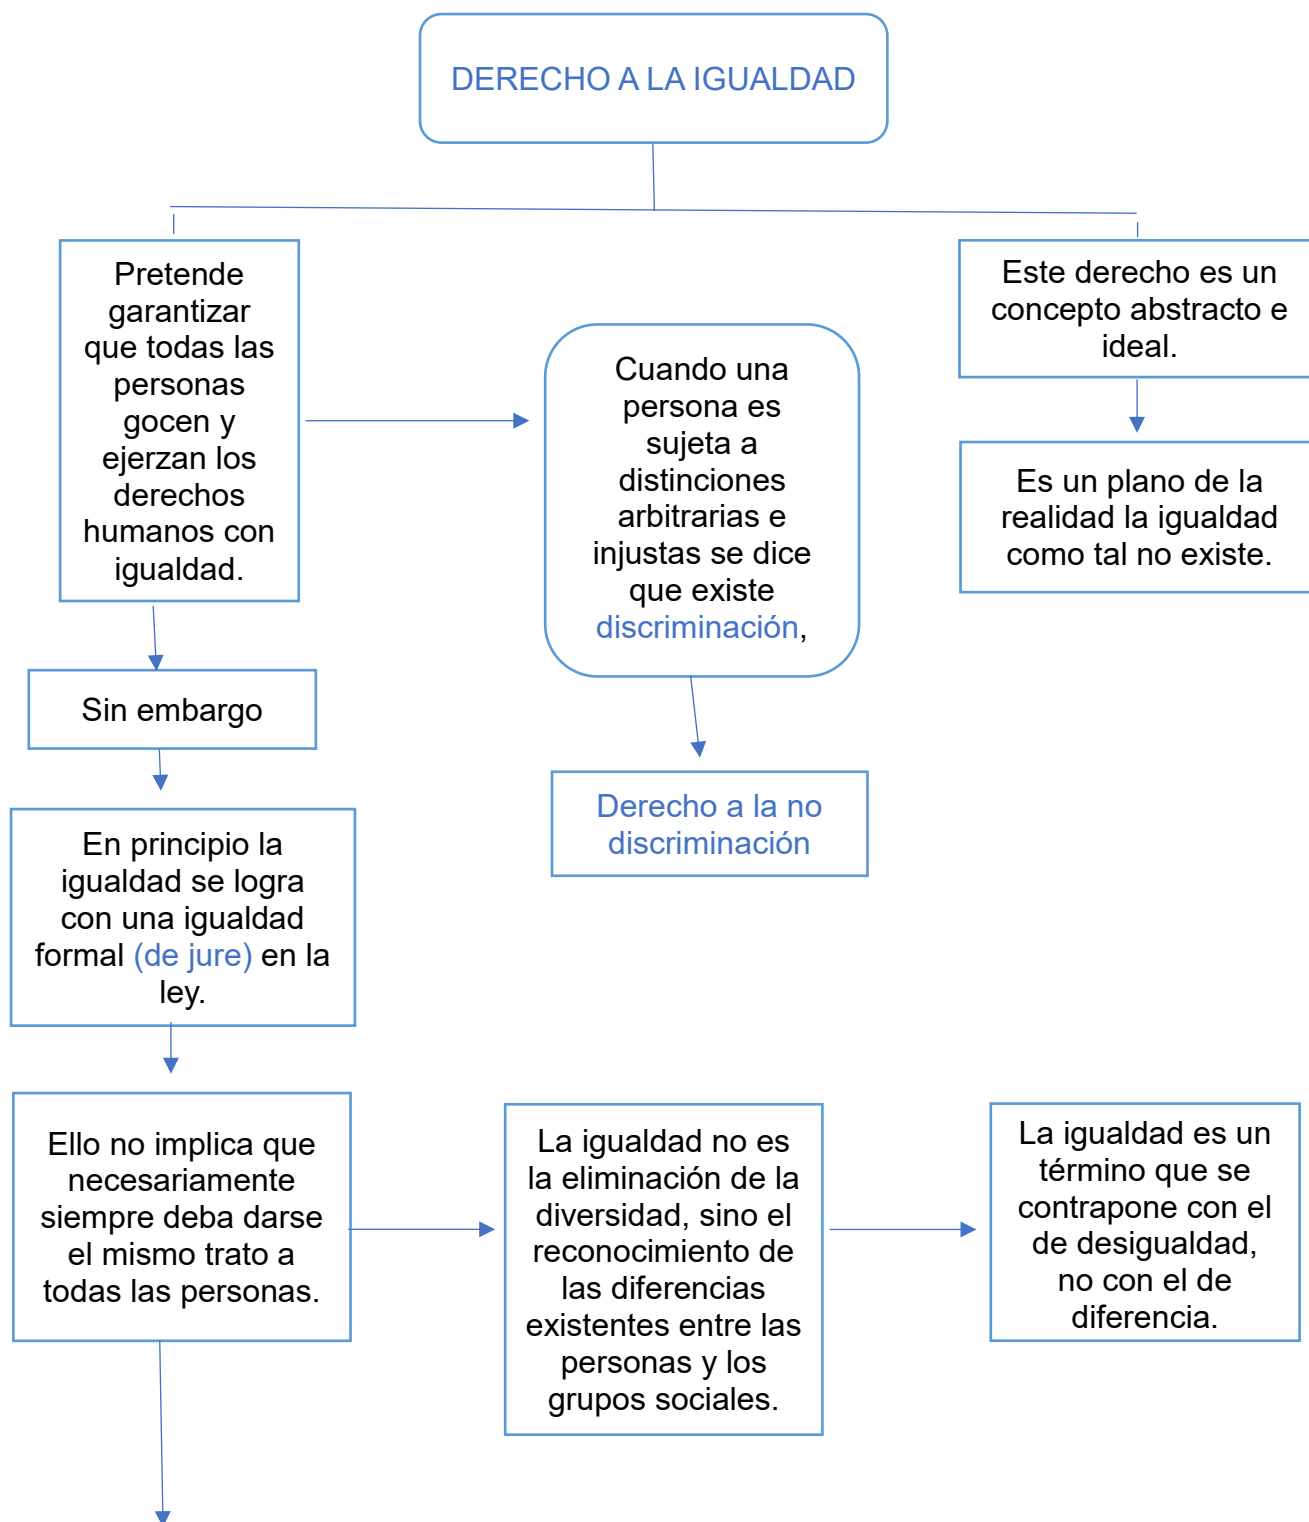 DERECHO A LA IGUALDAD
Pretende
garantizar
que todas las
personas
gocen y
ejerzan los
derechos
humanos con
igualdad.
Cuando una
persona es
sujeta a
distinciones
arbitrarias e
injustas se dice
que existe
discriminación,
Este derecho es un
concepto abstracto e
ideal.
Es un plano de la
realidad la igualdad
como tal no existe.
Sin embargo
Derecho a la no
discriminación
En principio la
igualdad se logra
con una igualdad
formal (de jure) en la
ley.
Ello no implica que
necesariamente
siempre deba darse
el mismo trato a
todas las personas.
La igualdad no es
la eliminación de la
diversidad, sino el
reconocimiento de
las diferencias
existentes entre las
personas y los
grupos sociales.
La igualdad es un
término que se
contrapone con el
de desigualdad,
no con el de
diferencia.